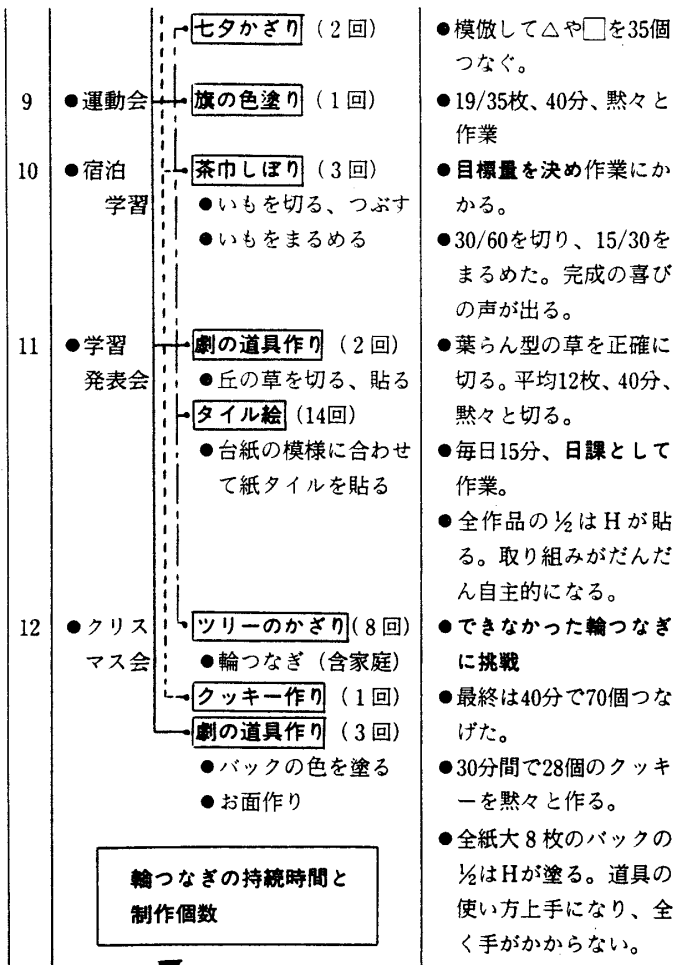 七夕かざり（2回）
●模倣して△や□を35個
つなぐ。
9
●運動会
旗の色塗り（1回）
●19/35枚、40分、黙々と
作業
10
●宿泊
学習
茶巾しぼり（3回）
●いもを切る、つぶす
●いもをまるめる
●目標量を決め作業にか
かる。
●30/60を切り、15/30を
まるめた。完成の喜び
の声が出る。
11
●学習
発表会
劇の道具作り（2回）
●丘の草を切る、貼る
●葉らん型の草を正確に
切る。平均12枚、40分、
黙々と切る。
タイル絵（14回）
●台紙の模様に合わせ
て紙タイルを貼る
●毎日15分、日課として
作業。
●全作品の½はHが貼
る。取り組みがだんだ
ん自主的になる。
12
●クリス
マス会
ツリーのかざり（8回）
●輪つなぎ（含家庭）
●できなかった輪つなぎ
に挑戦
クッキー作り（1回）
●最終は40分で70個つな
げた。
劇の道具作り（3回）
●バックの色を塗る
●お面作り
●30分間で28個のクッキ
ーを黙々と作る。
●全紙大8枚のバックの
½はHが塗る。道具の
使い方上手になり、全
く手がかからない。
輪つなぎの持続時間と
制作個数